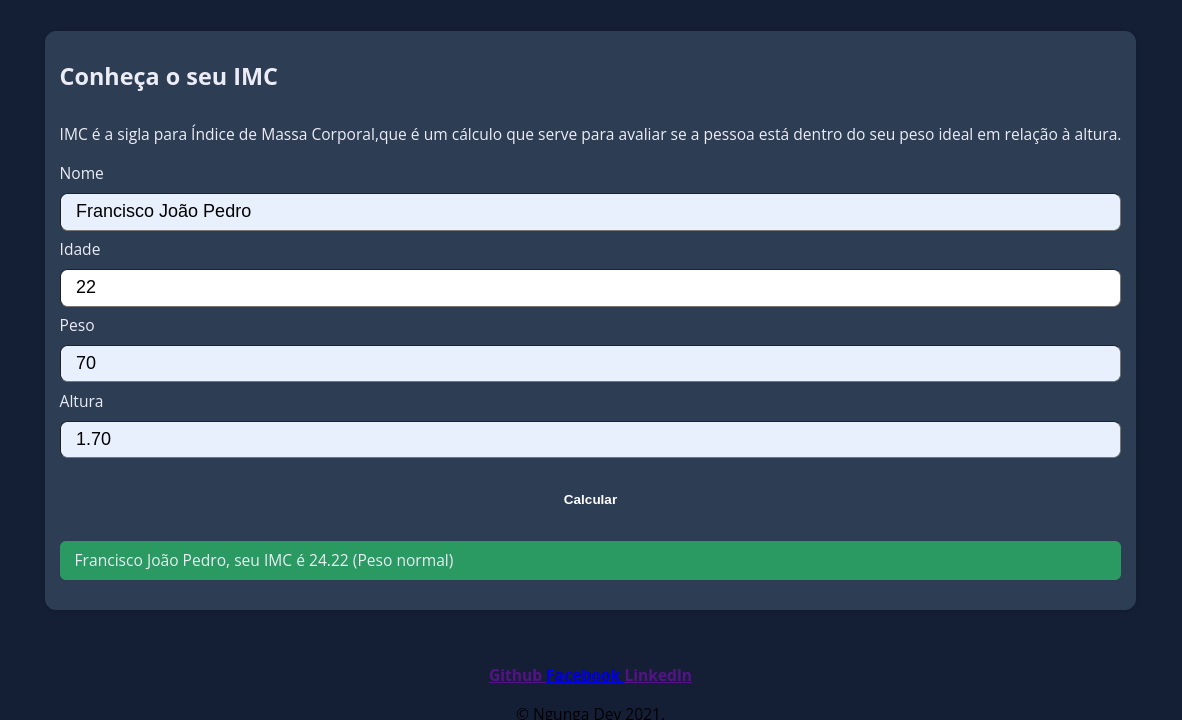 Conheça o seu IMC
IMC é a sigla para Índice de Massa Corporal,que é um cálculo que serve para avaliar se a pessoa está dentro do seu peso ideal em relação à altura.
Nome
Francisco João Pedro
Idade
22
Peso
70
Altura
1.70
Calcular
Francisco João Pedro, seu IMC é 24.22 (Peso normal)
Github Facebook LinkedIn
© Ngunga Dev 2021.